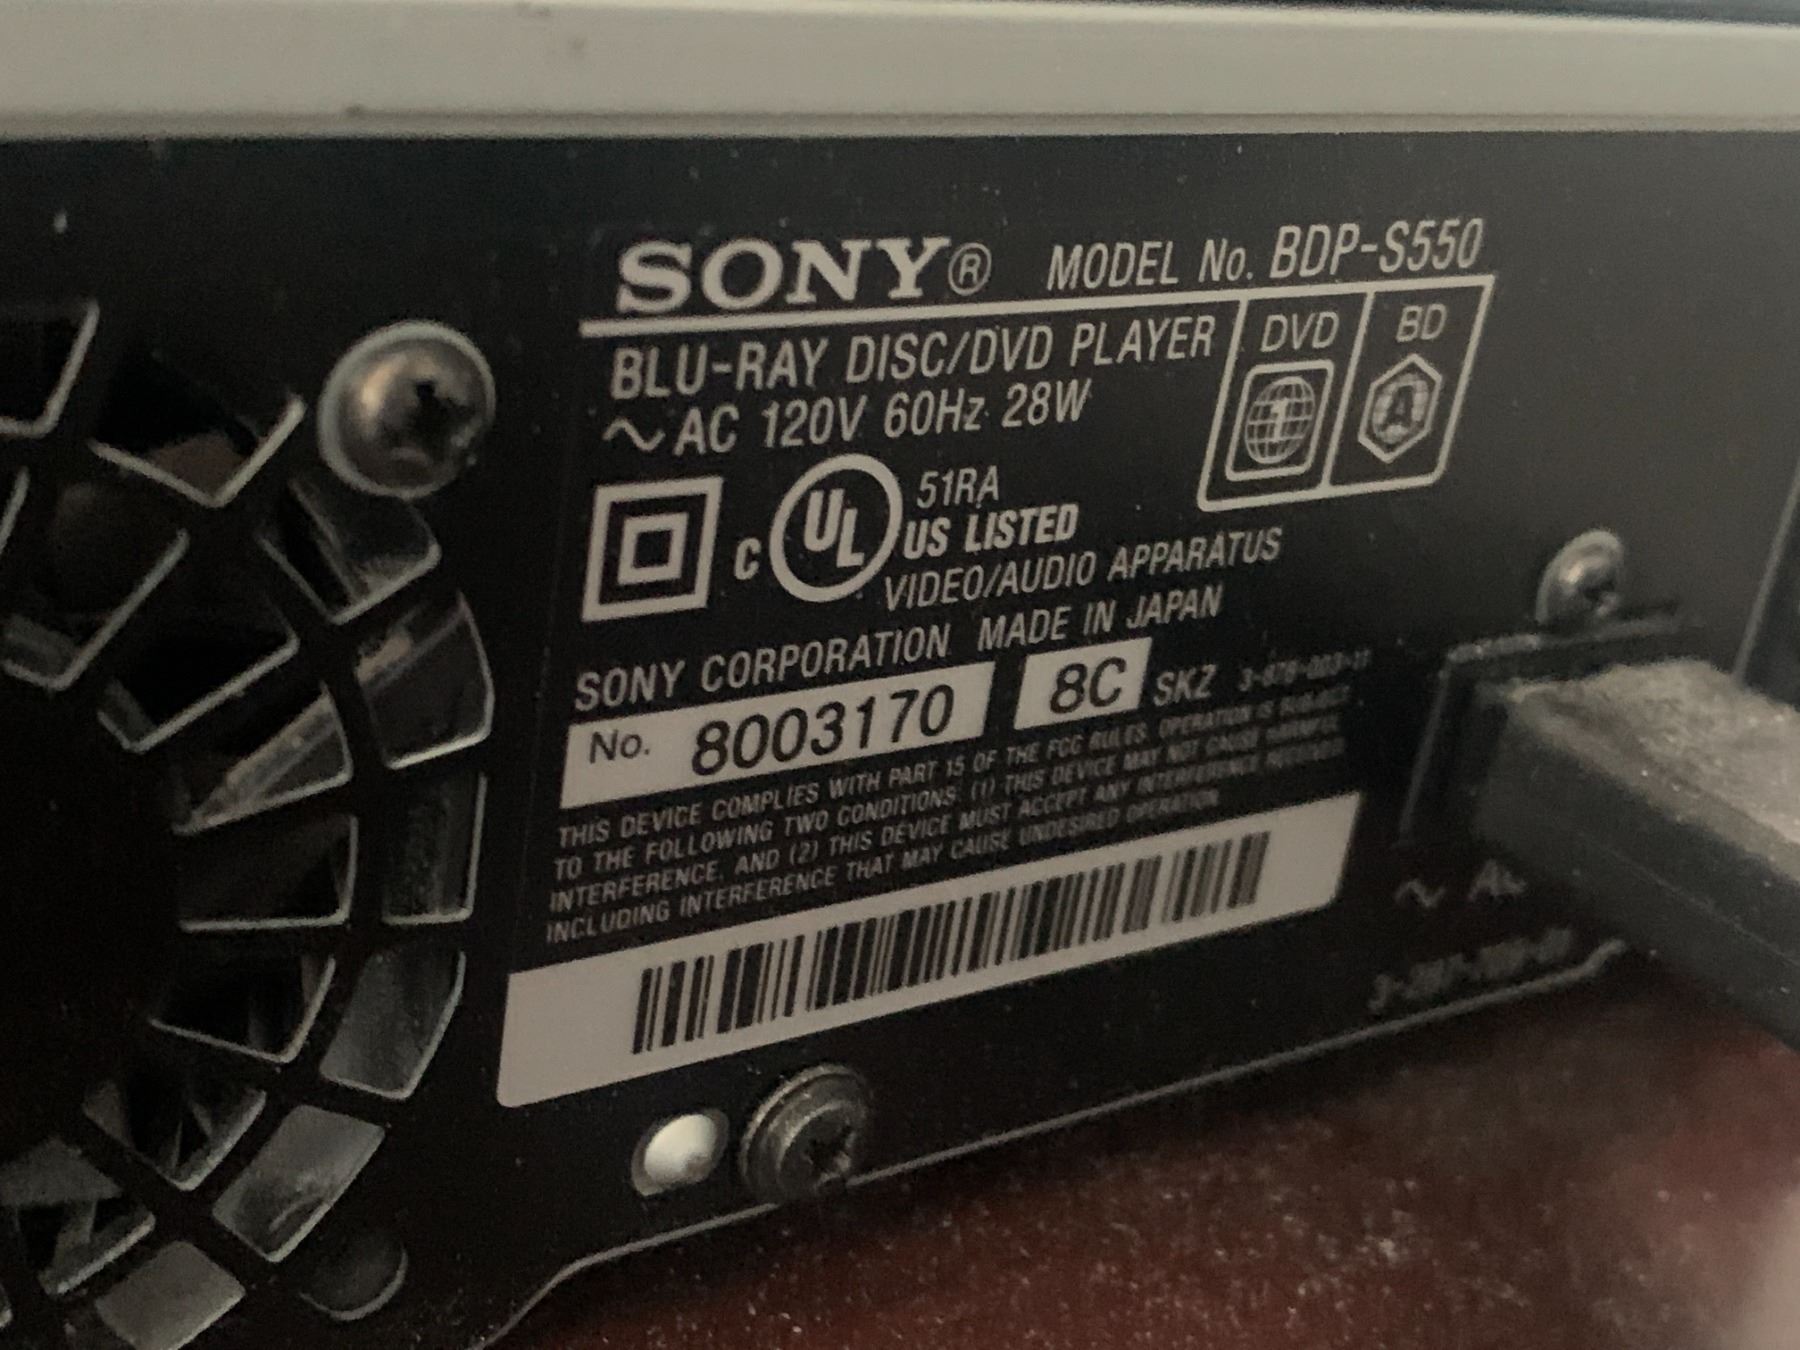 SONY® MODEL No. BDP-S550
BLU-RAY DISC/DVD PLAYER
DVD
BD
~ AC 120V 60Hz 28W
1
A
51RA
C UL US LISTED
VIDEO/AUDIO APPARATUS
SONY CORPORATION MADE IN JAPAN
No. 8003170 8C SKZ
THIS DEVICE COMPLIES WITH PART 15 OF THE FCC RULES. OPERATION IS SUBJECT
TO THE FOLLOWING TWO CONDITIONS: (1) THIS DEVICE MAY NOT CAUSE HARMFUL
INTERFERENCE, AND (2) THIS DEVICE MUST ACCEPT ANY INTERFERENCE RECEIVED,
INCLUDING INTERFERENCE THAT MAY CAUSE UNDESIRED OPERATION.